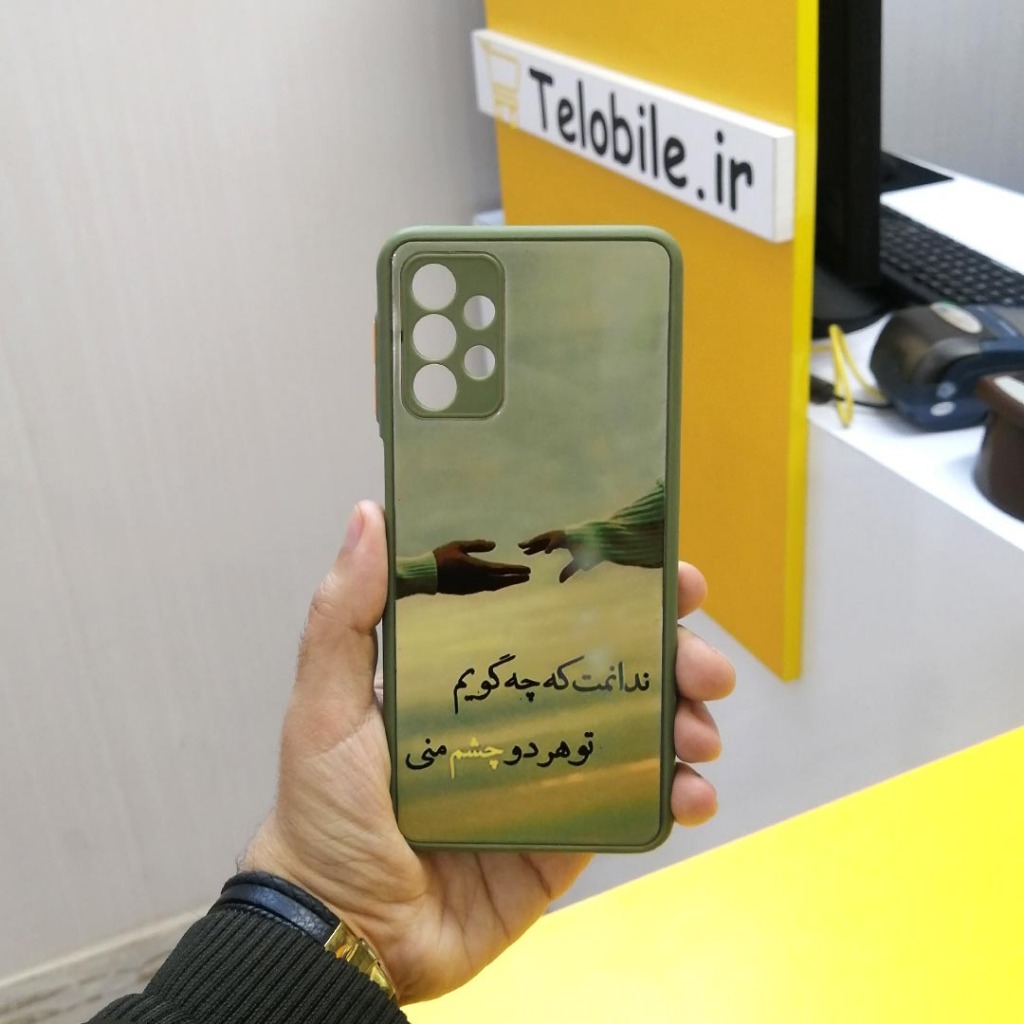 Telobile.ir
ندانمت که چه گویم
تو هر دو چشم منی